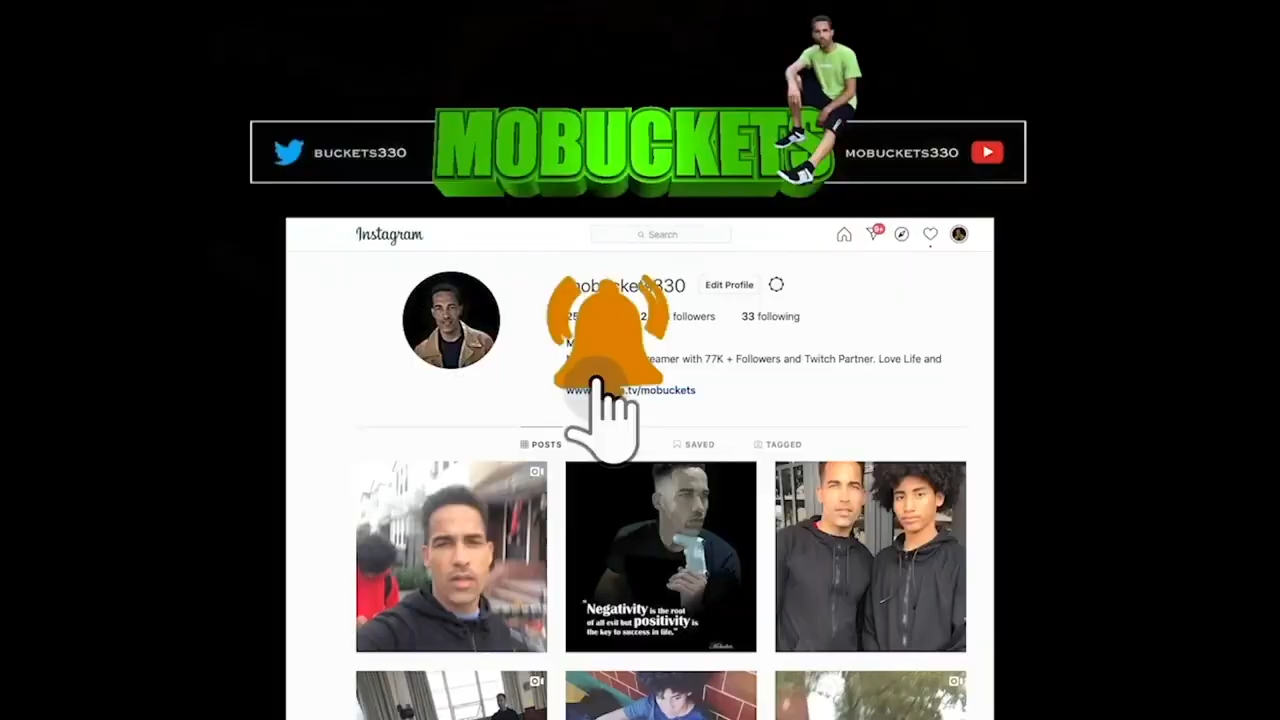 MOBUCKETS
BUCKETS330
MOBUCKETS330
Instagram
Search
9+
Edit Profile
followers
33 following
reamer with 77K + Followers and Twitch Partner. Love Life and
.tv/mobuckets
POSTS
SAVED
TAGGED
"Negativity is the root
of all evil but positivity is
the key to success in life,"